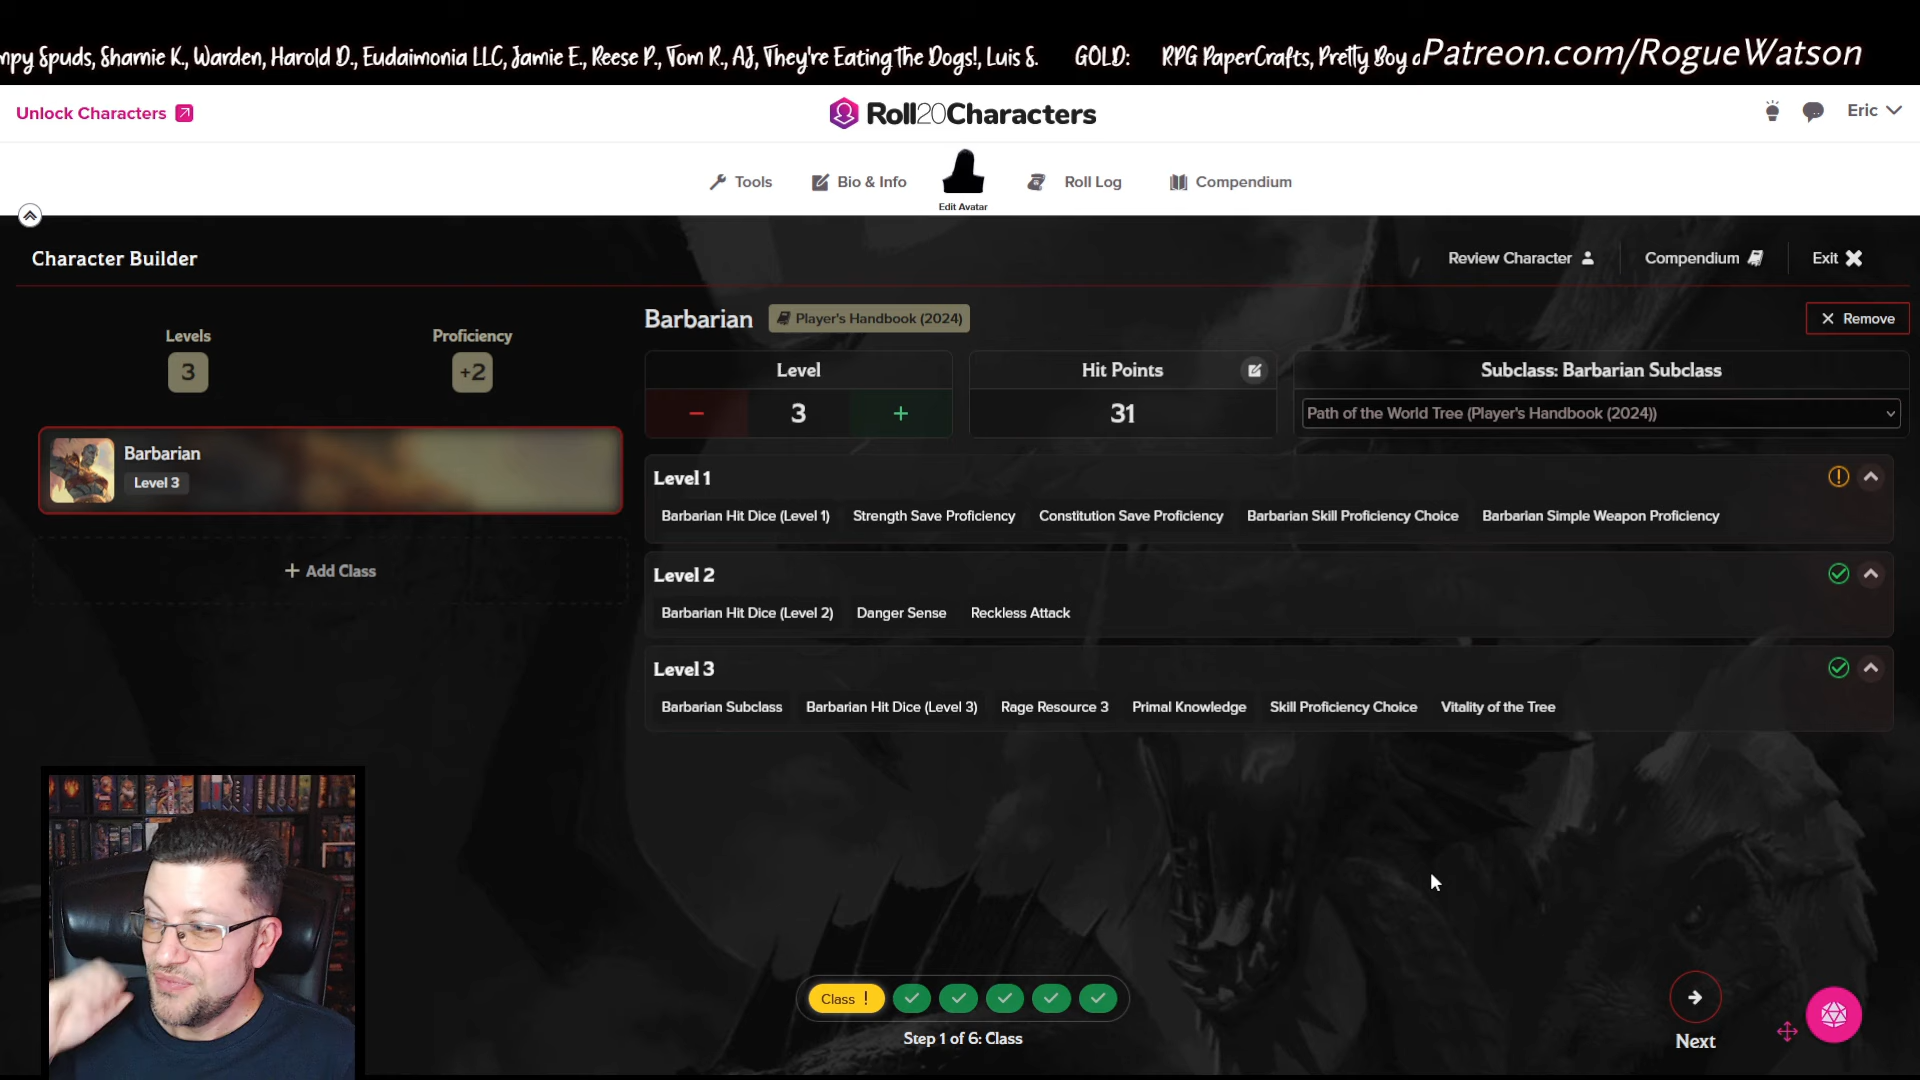 mpy Spuds, Sharnie K., Warden, Harold D., Eudaimonia LLC, Jamie E., Reese P., Tom R., AJ, They're Eating The Dogs!, Luis S. GOLD: RPG PaperCrafts, Pretty Boy
Patreon.com/RogueWatson
Unlock Characters
Roll20Characters
Eric
Tools
Bio & Info
Edit Avatar
Roll Log
Compendium
Character Builder
Review Character
Compendium
Exit
Levels
3
Proficiency
+2
Barbarian
Level 3
+ Add Class
Barbarian
Player's Handbook (2024)
Remove
Level
− 3 +
Hit Points
31
Subclass: Barbarian Subclass
Path of the World Tree (Player's Handbook (2024))
Level 1
Barbarian Hit Dice (Level 1) Strength Save Proficiency Constitution Save Proficiency Barbarian Skill Proficiency Choice Barbarian Simple Weapon Proficiency
Level 2
Barbarian Hit Dice (Level 2) Danger Sense Reckless Attack
Level 3
Barbarian Subclass Barbarian Hit Dice (Level 3) Rage Resource 3 Primal Knowledge Skill Proficiency Choice Vitality of the Tree
Class !
Step 1 of 6: Class
Next